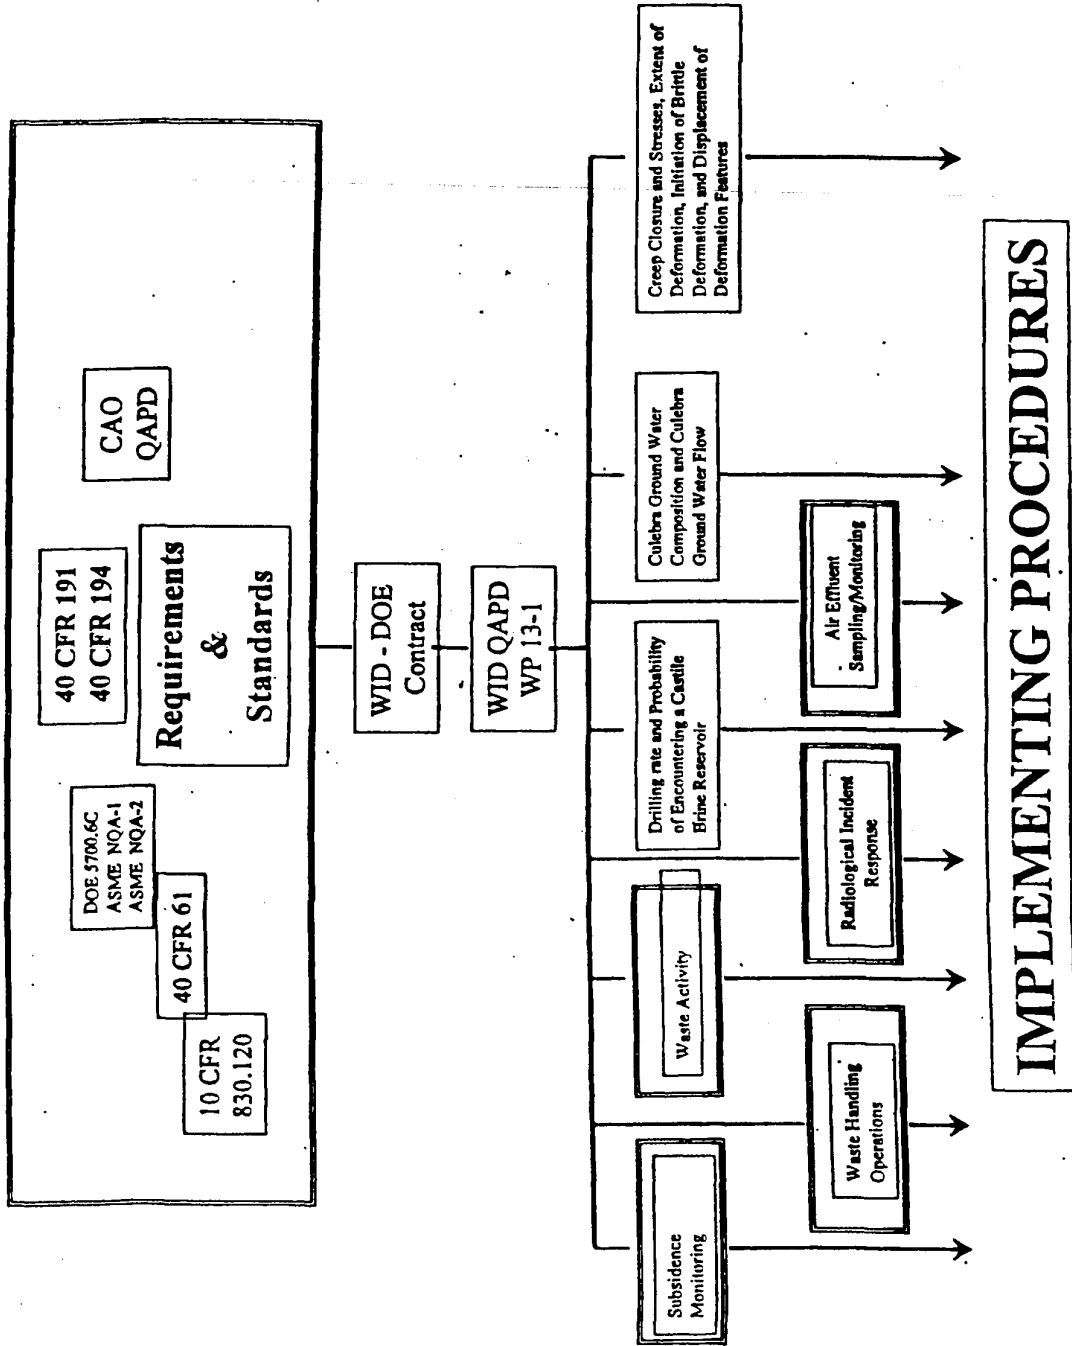 40 CFR 191
40 CFR 194
DOE 5700.6C
ASME NQA-1
ASME NQA-2
40 CFR 61
10 CFR
830.120
CAO
QAPD
Requirements
&
Standards
WID - DOE
Contract
WID QAPD
WP 13-1
Subsidence
Monitoring
Waste Activity
Drilling rate and Probability
of Encountering a Castile
Brine Reservoir
Culebra Ground Water
Composition and Culebra
Ground Water Flow
Creep Closure and Stresses, Extent of
Deformation, Initiation of Brittle
Deformation, and Displacement of
Deformation Features
Waste Handling
Operations
Radiological Incident
Response
Air Effluent
Sampling/Monitoring
IMPLEMENTING PROCEDURES